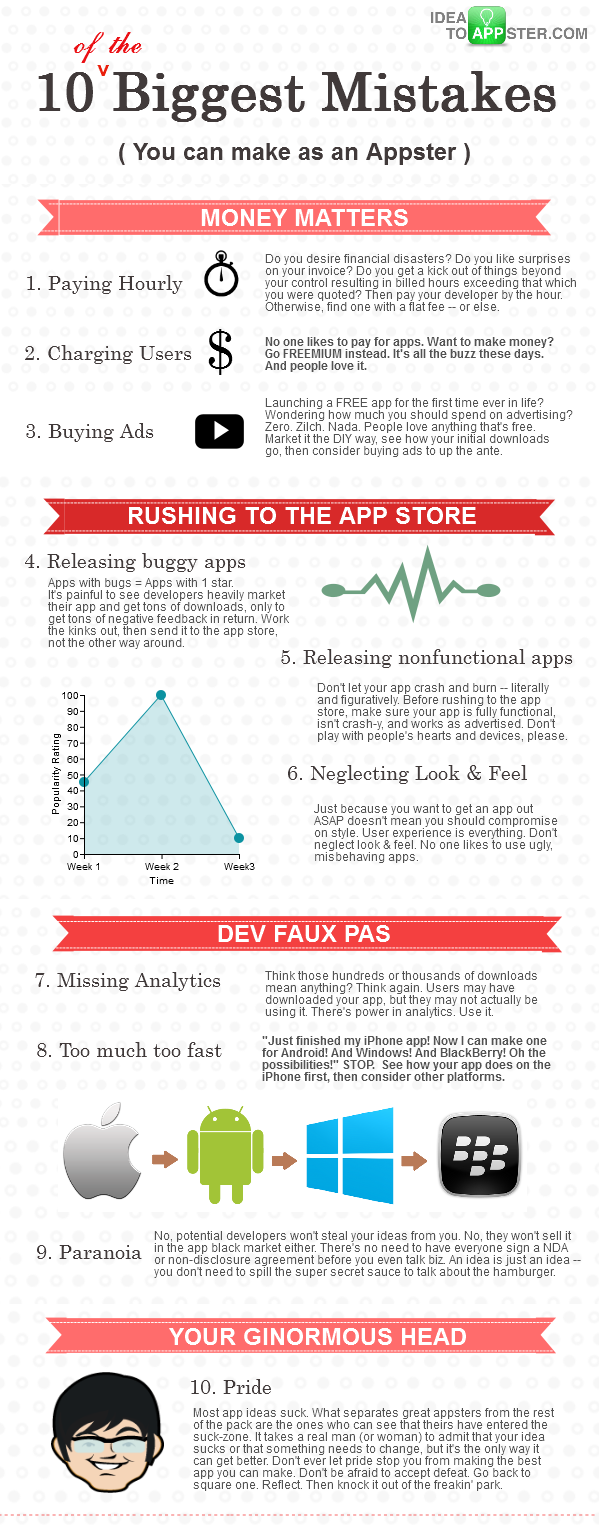 IDEA
TO APPSTER.COM
of the
10 v Biggest Mistakes
( You can make as an Appster )
MONEY MATTERS
1. Paying Hourly
Do you desire financial disasters? Do you like surprises
on your invoice? Do you get a kick out of things beyond
your control resulting in billed hours exceeding that which
you were quoted? Then pay your developer by the hour.
Otherwise, find one with a flat fee -- or else.
2. Charging Users
$
No one likes to pay for apps. Want to make money?
Go FREEMIUM instead. It's all the buzz these days.
And people love it.
3. Buying Ads
Launching a FREE app for the first time ever in life?
Wondering how much you should spend on advertising?
Zero. Zilch. Nada. People love anything that's free.
Market it the DIY way, see how your initial downloads
go, then consider buying ads to up the ante.
RUSHING TO THE APP STORE
4. Releasing buggy apps
Apps with bugs = Apps with 1 star.
It's painful to see developers heavily market
their app and get tons of downloads, only to
get tons of negative feedback in return. Work
the kinks out, then send it to the app store,
not the other way around.
5. Releasing nonfunctional apps
Don't let your app crash and burn -- literally
and figuratively. Before rushing to the app
store, make sure your app is fully functional,
isn't crash-y, and works as advertised. Don't
play with people's hearts and devices, please.
Popularity Rating
100
90
80
70
60
50
40
30
20
10
0
Week 1
Week 2
Week3
Time
6. Neglecting Look & Feel
Just because you want to get an app out
ASAP doesn't mean you should compromise
on style. User experience is everything. Don't
neglect look & feel. No one likes to use ugly,
misbehaving apps.
DEV FAUX PAS
7. Missing Analytics
Think those hundreds or thousands of downloads
mean anything? Think again. Users may have
downloaded your app, but they may not actually be
using it. There's power in analytics. Use it.
8. Too much too fast
"Just finished my iPhone app! Now I can make one
for Android! And Windows! And BlackBerry! Oh the
possibilities!" STOP. See how your app does on the
iPhone first, then consider other platforms.
9. Paranoia
No, potential developers won't steal your ideas from you. No, they won't sell it
in the app black market either. There's no need to have everyone sign a NDA
or non-disclosure agreement before you even talk biz. An idea is just an idea --
you don't need to spill the super secret sauce to talk about the hamburger.
YOUR GINORMOUS HEAD
10. Pride
Most app ideas suck. What separates great appsters from the rest
of the pack are the ones who can see that theirs have entered the
suck-zone. It takes a real man (or woman) to admit that your idea
sucks or that something needs to change, but it's the only way it
can get better. Don't ever let pride stop you from making the best
app you can make. Don't be afraid to accept defeat. Go back to
square one. Reflect. Then knock it out of the freakin' park.